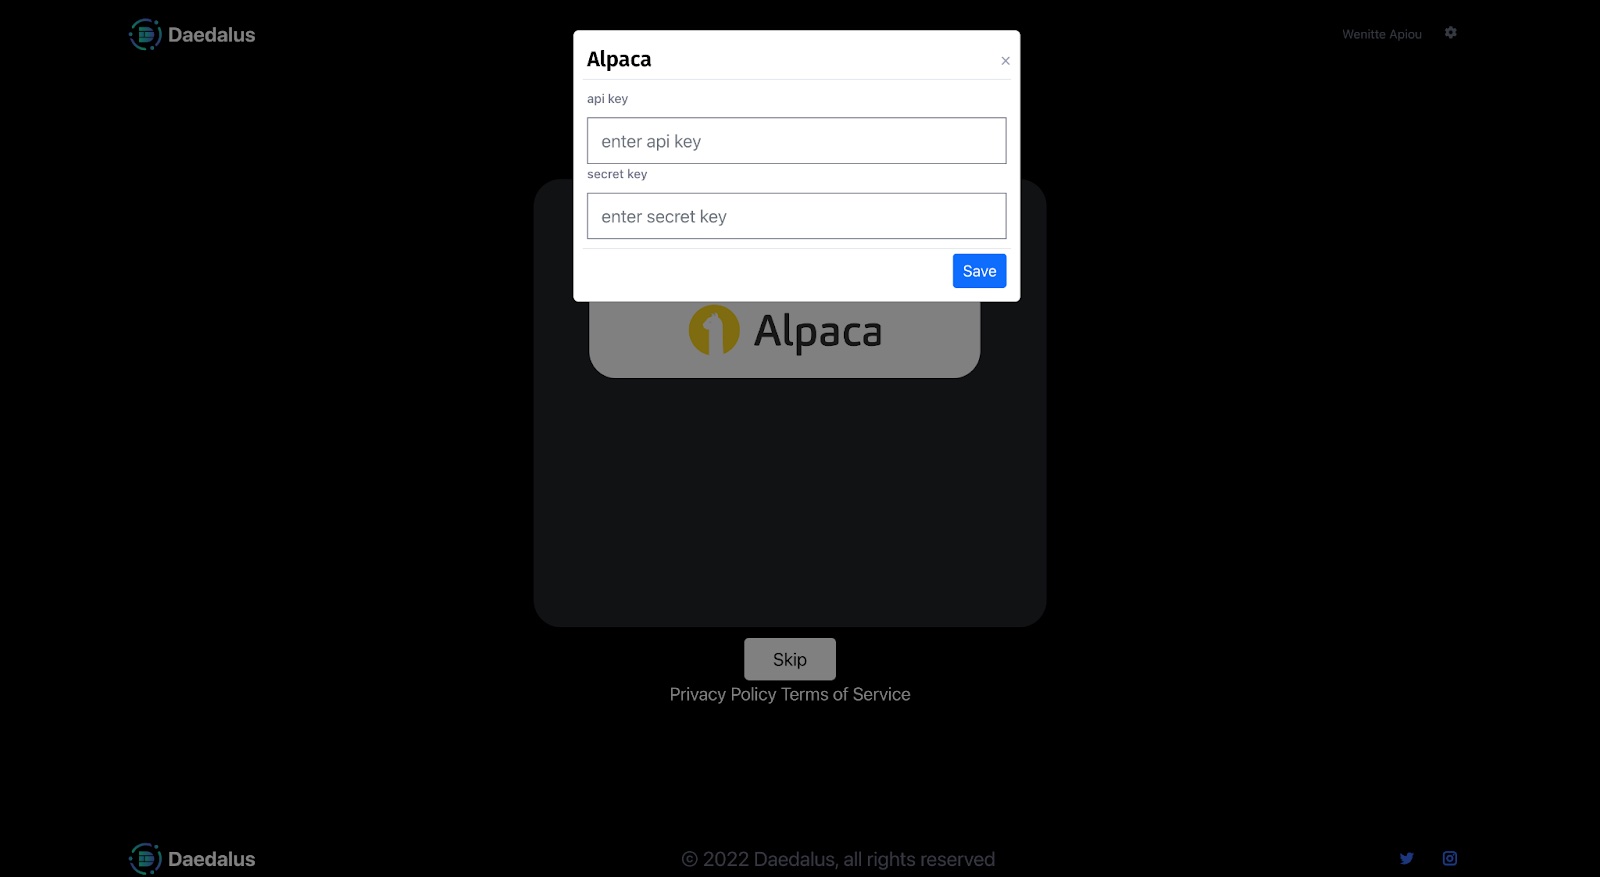 Daedalus
Wenitte Apiou
Alpaca
×
api key
enter api key
secret key
enter secret key
Save
Alpaca
Skip
Privacy Policy Terms of Service
Daedalus
© 2022 Daedalus, all rights reserved